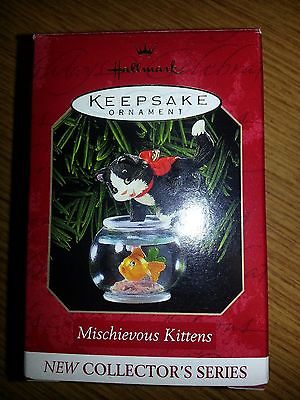 Hallmark
KEEPSAKE
ORNAMENT
Mischievous Kittens
NEW COLLECTOR'S SERIES